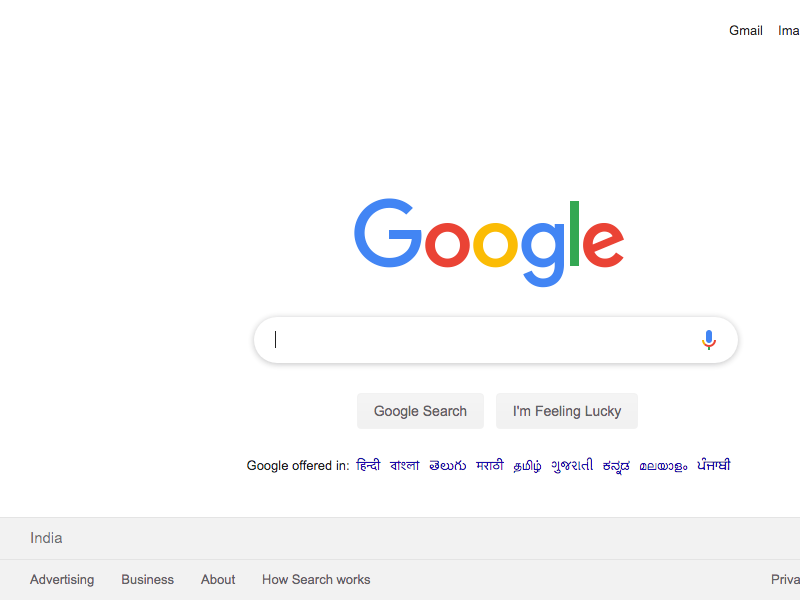 Gmail Ima
Google
Google Search I'm Feeling Lucky
Google offered in: हिन्दी বাংলা తెలుగు मराठी தமிழ் ગુજરાતી ಕನ್ನಡ മലയാളം ਪੰਜਾਬੀ
India
Advertising Business About How Search works Priva